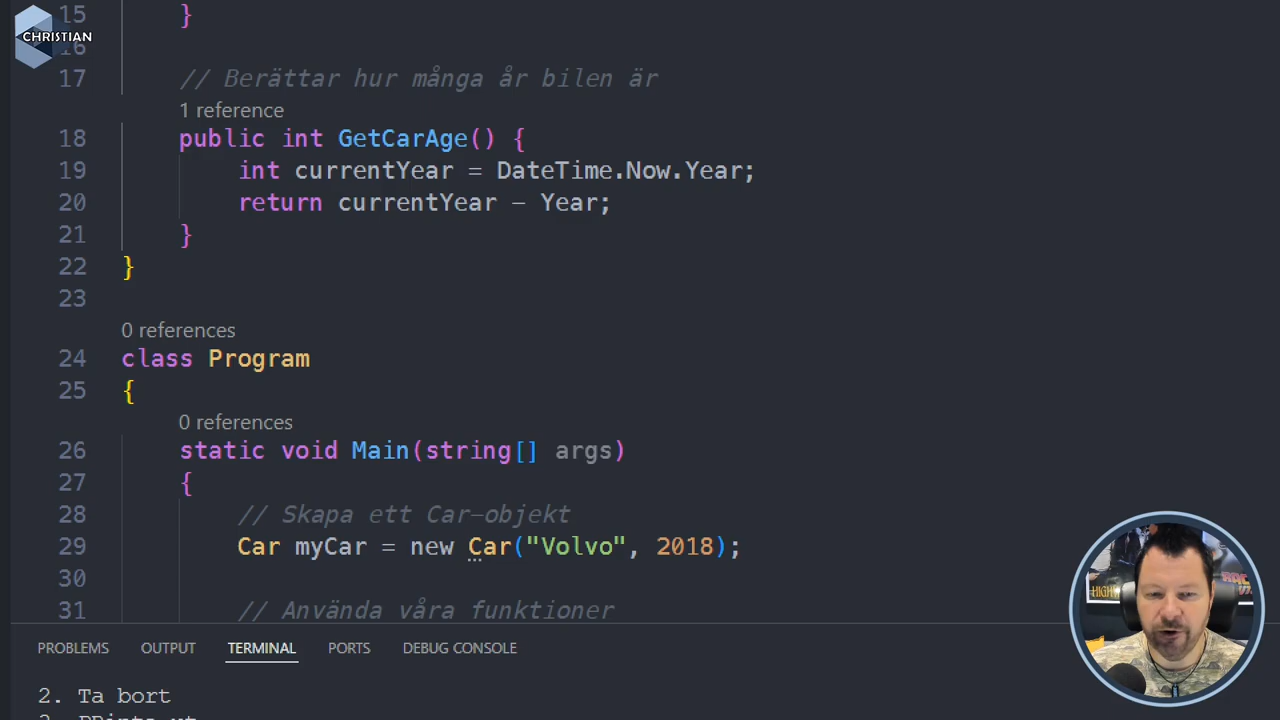 CHRISTIAN
15 }
16
17 // Berättar hur många år bilen är
1 reference
18 public int GetCarAge() {
19 int currentYear = DateTime.Now.Year;
20 return currentYear - Year;
21 }
22 }
23
0 references
24 class Program
25 {
0 references
26 static void Main(string[] args)
27 {
28 // Skapa ett Car-objekt
29 Car myCar = new Car("Volvo", 2018);
30
31 // Använda våra funktioner
PROBLEMS OUTPUT TERMINAL PORTS DEBUG CONSOLE
2. Ta bort